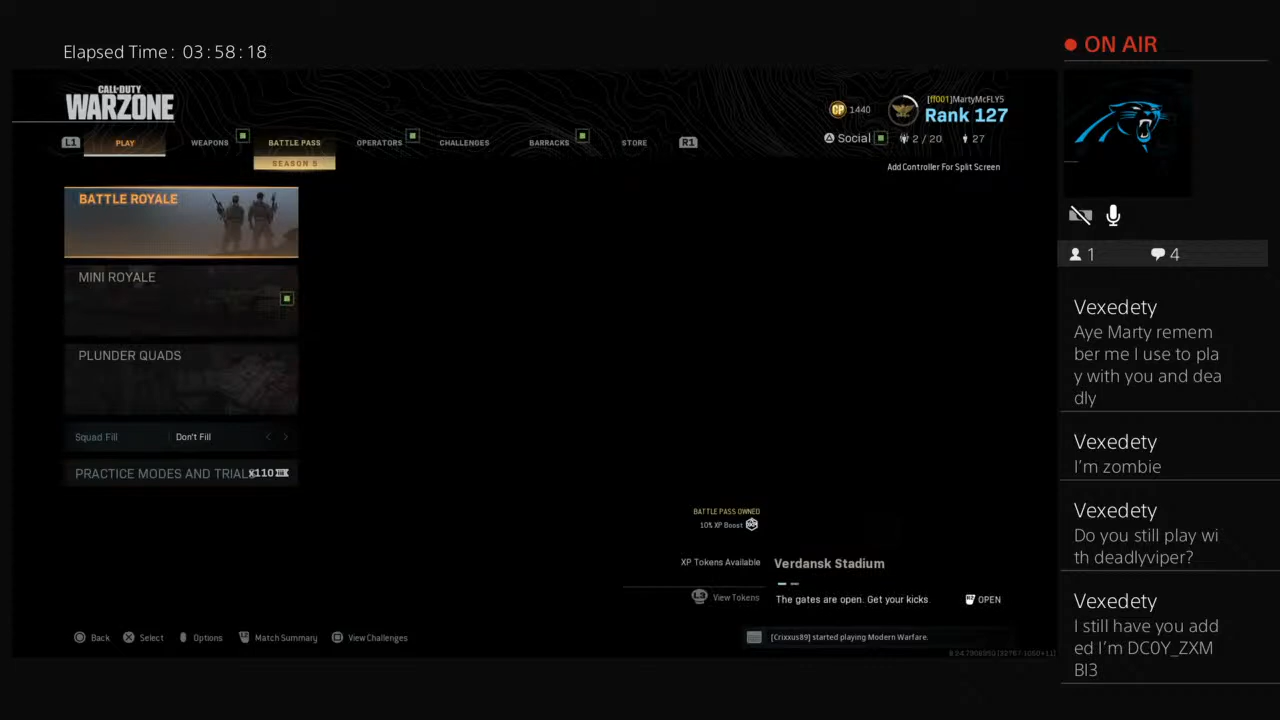 Elapsed Time: 03:58:18
ON AIR
CALL OF DUTY
WARZONE
CP 1440
[ff001]MartyMcFLY5
Rank 127
L1 PLAY WEAPONS BATTLE PASS OPERATORS CHALLENGES BARRACKS STORE R1
SEASON 5
Social 2 / 20 27
Add Controller For Split Screen
BATTLE ROYALE
MINI ROYALE
PLUNDER QUADS
Squad Fill Don't Fill
PRACTICE MODES AND TRIALS x110
BATTLE PASS OWNED
10% XP Boost
XP Tokens Available
View Tokens
Verdansk Stadium
The gates are open. Get your kicks.
OPEN
Back Select Options Match Summary View Challenges
[Crixxus89] started playing Modern Warfare.
1 4
Vexedety
Aye Marty remem
ber me I use to pla
y with you and dea
dly
Vexedety
I'm zombie
Vexedety
Do you still play wi
th deadlyviper?
Vexedety
I still have you add
ed I'm DC0Y_ZXM
BI3